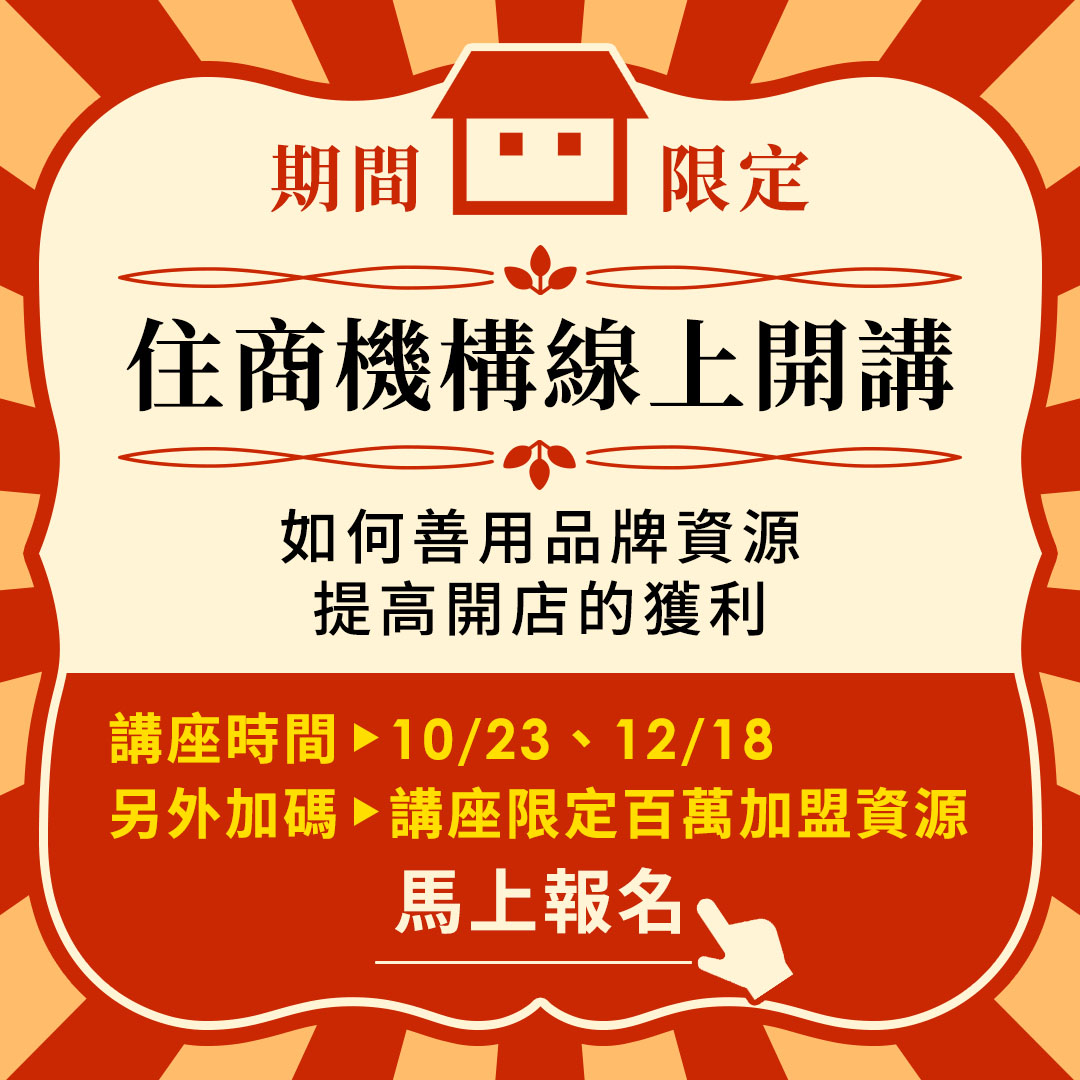 期間 限定
住商機構線上開講
如何善用品牌資源
提高開店的獲利
講座時間▶10/23、12/18
另外加碼▶講座限定百萬加盟資源
馬上報名